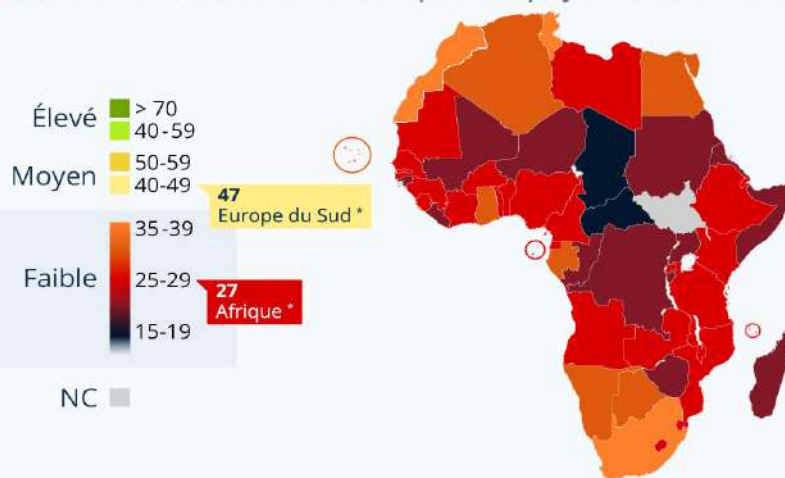 Élevé
> 70
40-59
Moyen
50-59
40-49
47
Europe du Sud *
Faible
35-39
25-29
15-19
27
Afrique *
NC